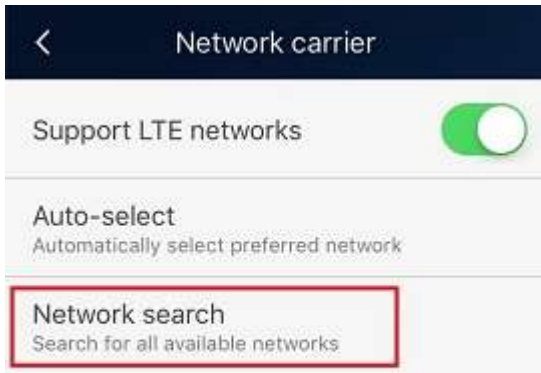 Network carrier
Support LTE networks
Auto-select
Automatically select preferred network
Network search
Search for all available networks